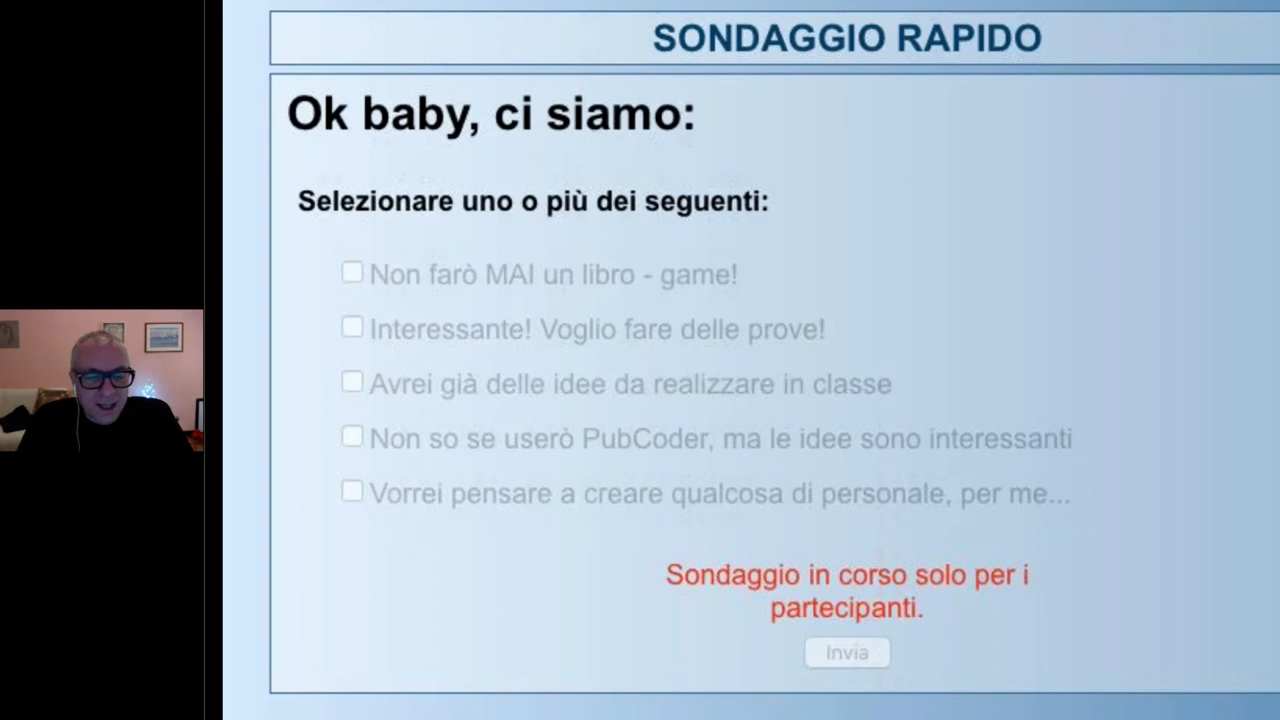 SONDAGGIO RAPIDO
Ok baby, ci siamo:
Selezionare uno o più dei seguenti:
Non farò MAI un libro - game!
Interessante! Voglio fare delle prove!
Avrei già delle idee da realizzare in classe
Non so se userò PubCoder, ma le idee sono interessanti
Vorrei pensare a creare qualcosa di personale, per me...
Sondaggio in corso solo per i
partecipanti.
Invia